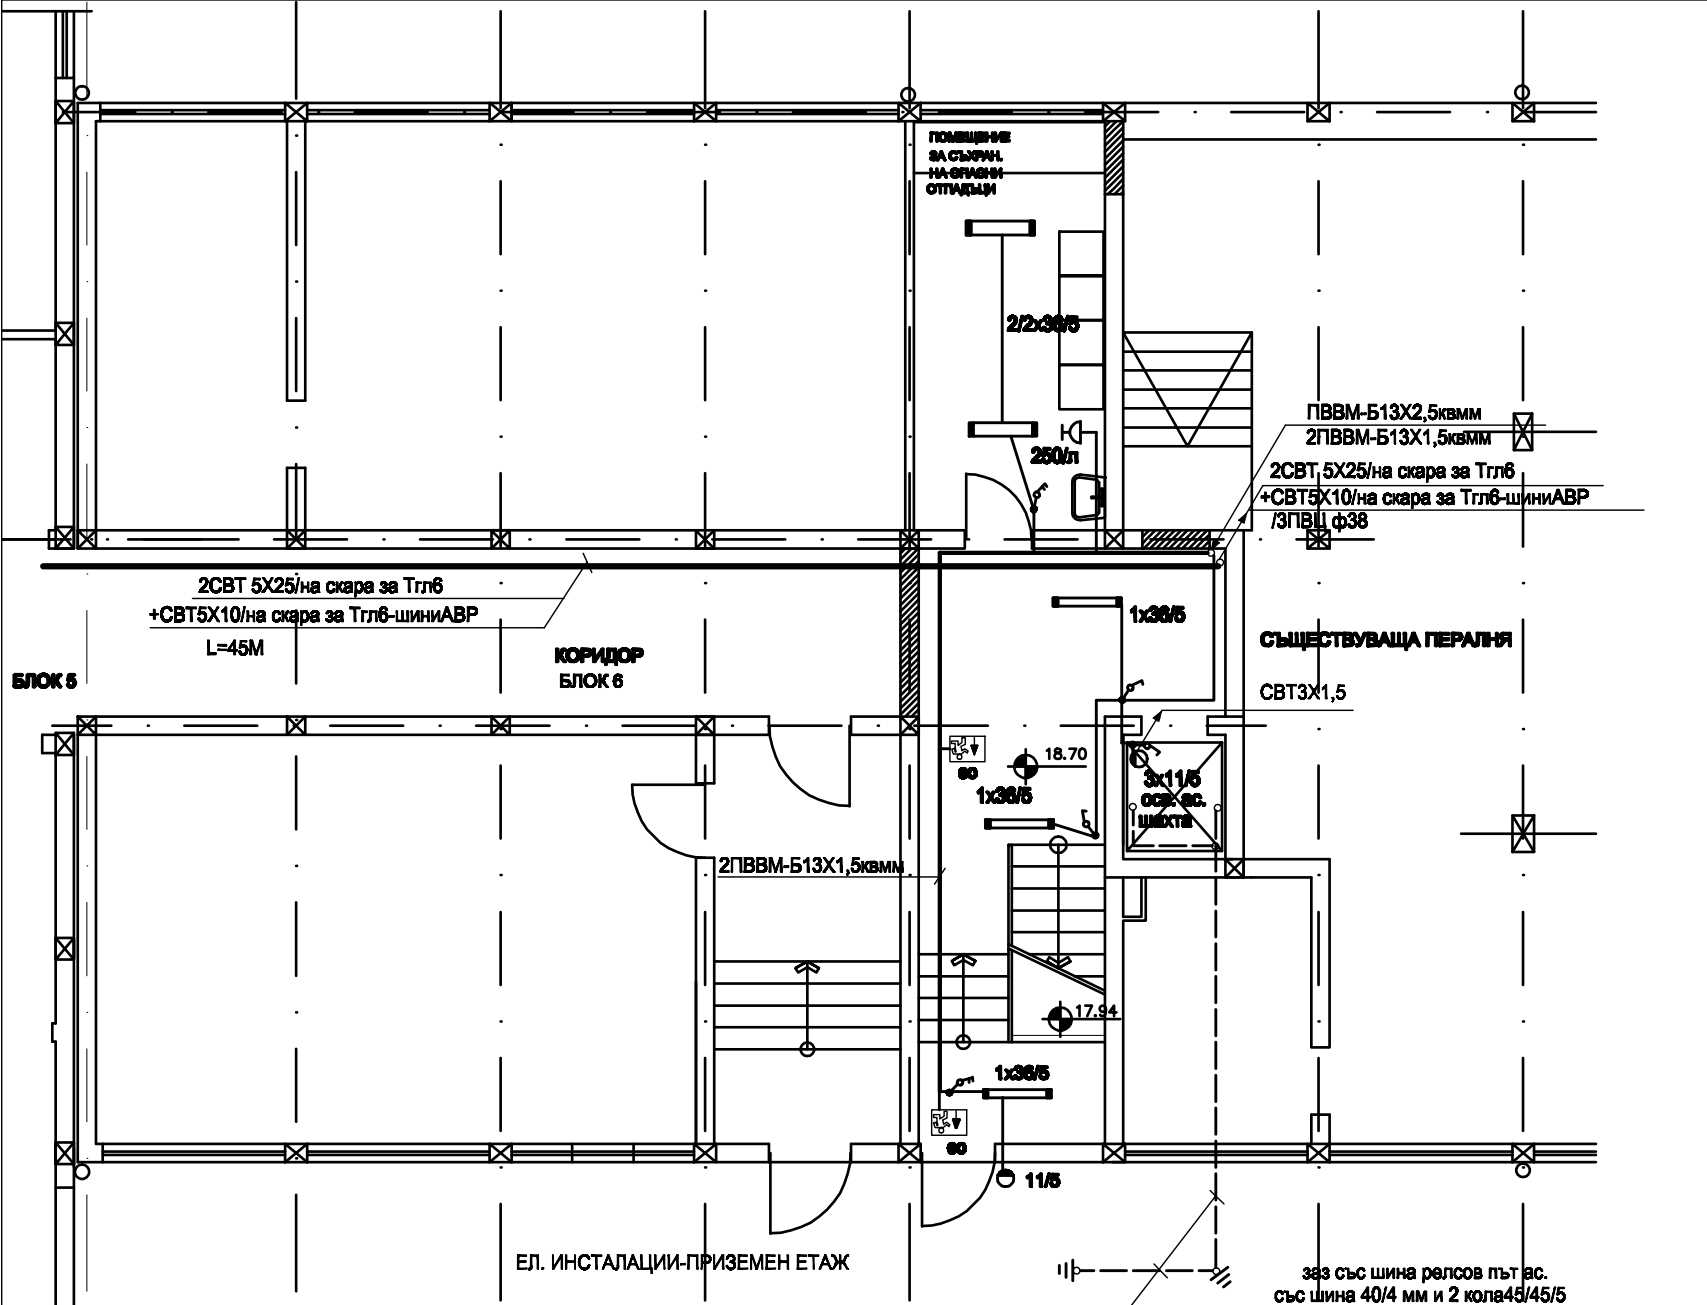 ПОМЕЩЕНИЕ
ЗА СЪХРАН.
НА ОПАСНИ
ОТПАДЪЦИ
2/2x36/5
250/л
ПВВМ-Б13Х2,5квмм
2ПВВМ-Б13Х1,5квмм
2СВТ 5Х25/на скара за Тгл6
+СВТ5Х10/на скара за Тгл6-шиниАВР
/3ПВЦ ф38
2СВТ 5Х25/на скара за Тгл6
+СВТ5Х10/на скара за Тгл6-шиниАВР
L=45М
БЛОК 5
КОРИДОР
БЛОК 6
1x36/5
СЪЩЕСТВУВАЩА ПЕРАЛНЯ
СВТ3Х1,5
18.70
60
1x36/5
3x11/5
осв. ас.
шахта
2ПВВМ-Б13Х1,5квмм
17.94
1x36/5
60
11/5
ЕЛ. ИНСТАЛАЦИИ-ПРИЗЕМЕН ЕТАЖ
заз със шина релсов път ас.
със шина 40/4 мм и 2 кола45/45/5